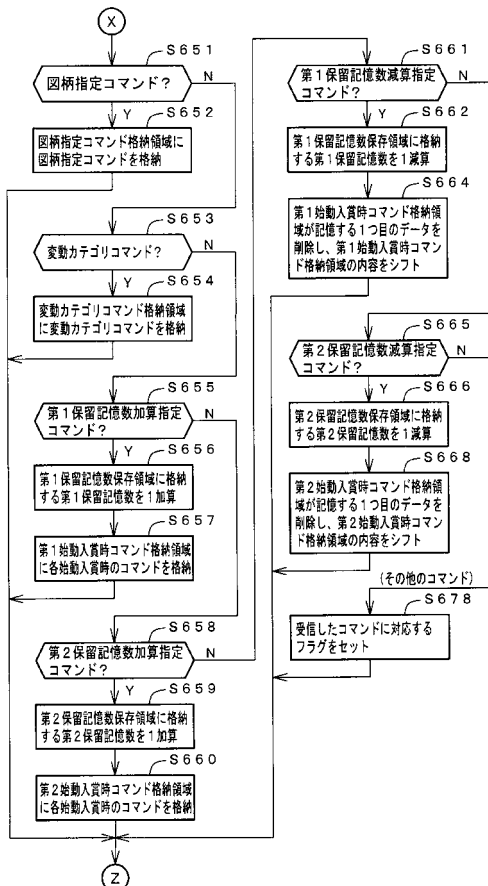 X
S651
図柄指定コマンド?
N
Y
S652
図柄指定コマンド格納領域に
図柄指定コマンドを格納
S653
変動カテゴリコマンド?
N
Y
S654
変動カテゴリコマンド格納領域
に変動カテゴリコマンドを格納
S655
第1保留記憶数加算指定
コマンド?
N
Y
S656
第1保留記憶数保存領域に格納
する第1保留記憶数を1加算
S657
第1始動入賞時コマンド格納領域
に各始動入賞時のコマンドを格納
S658
第2保留記憶数加算指定
コマンド?
N
Y
S659
第2保留記憶数保存領域に格納
する第2保留記憶数を1加算
S660
第2始動入賞時コマンド格納領域
に各始動入賞時のコマンドを格納
Z
S661
第1保留記憶数減算指定
コマンド?
N
Y
S662
第1保留記憶数保存領域に格納
する第1保留記憶数を1減算
S664
第1始動入賞時コマンド格納領
域が記憶する1つ目のデータを
削除し、第1始動入賞時コマン
ド格納領域の内容をシフト
S665
第2保留記憶数減算指定
コマンド?
N
Y
S666
第2保留記憶数保存領域に格納
する第2保留記憶数を1減算
S668
第2始動入賞時コマンド格納領
域が記憶する1つ目のデータを
削除し、第2始動入賞時コマン
ド格納領域の内容をシフト
(その他のコマンド)
S678
受信したコマンドに対応する
フラグをセット